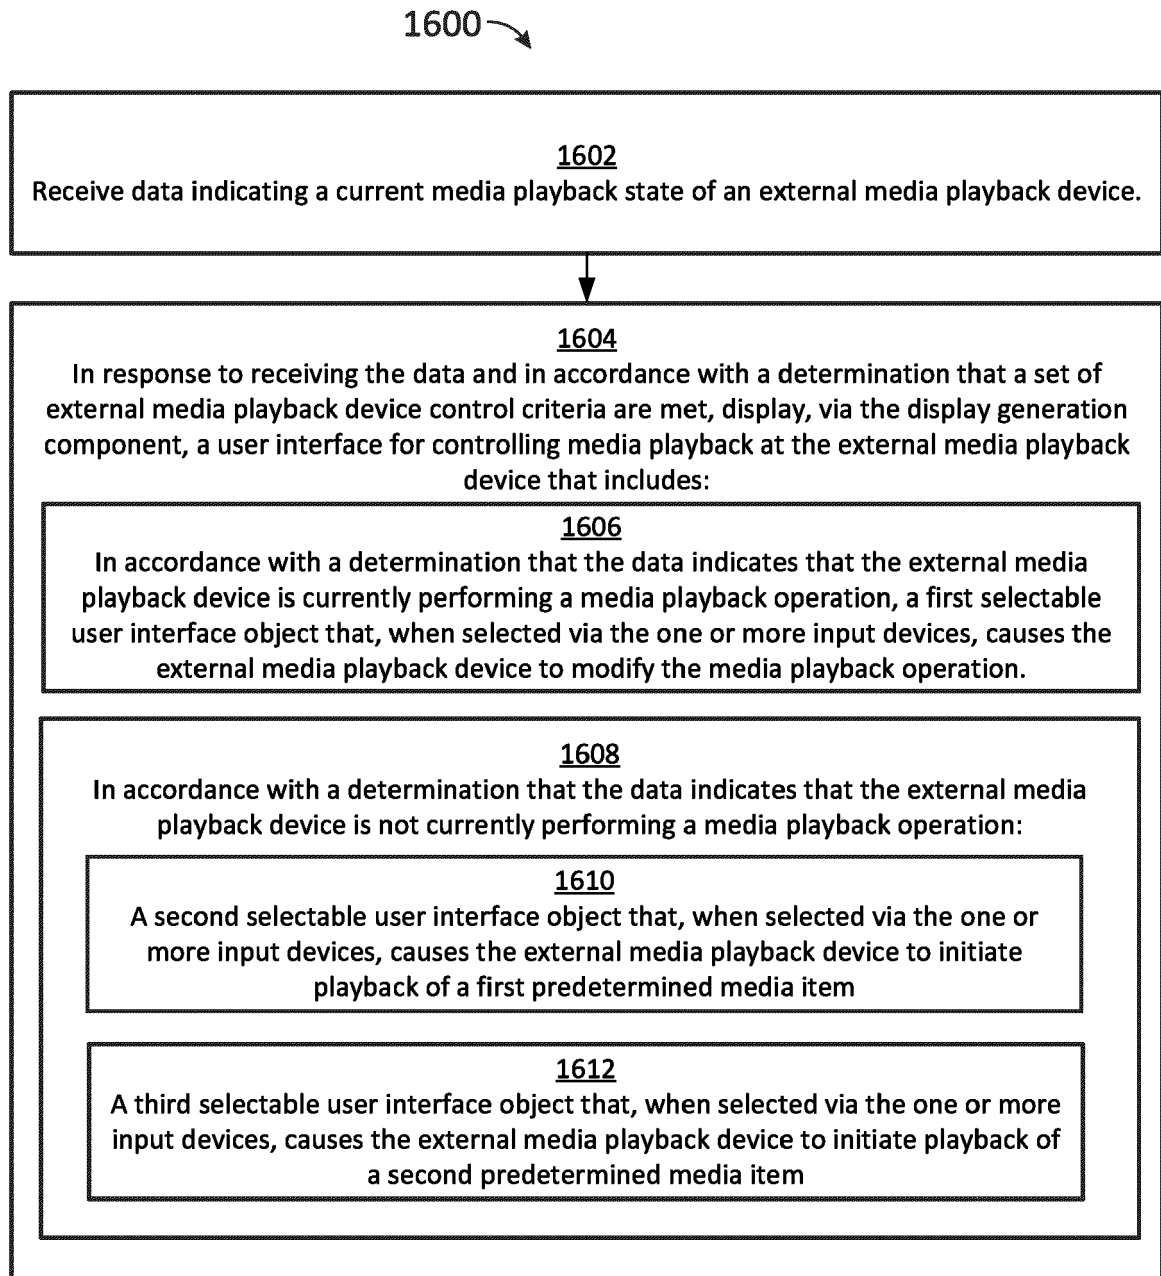 1600
1602
Receive data indicating a current media playback state of an external media playback device.
1604
In response to receiving the data and in accordance with a determination that a set of
external media playback device control criteria are met, display, via the display generation
component, a user interface for controlling media playback at the external media playback
device that includes:
1606
In accordance with a determination that the data indicates that the external media
playback device is currently performing a media playback operation, a first selectable
user interface object that, when selected via the one or more input devices, causes the
external media playback device to modify the media playback operation.
1608
In accordance with a determination that the data indicates that the external media
playback device is not currently performing a media playback operation:
1610
A second selectable user interface object that, when selected via the one or
more input devices, causes the external media playback device to initiate
playback of a first predetermined media item
1612
A third selectable user interface object that, when selected via the one or more
input devices, causes the external media playback device to initiate playback of
a second predetermined media item